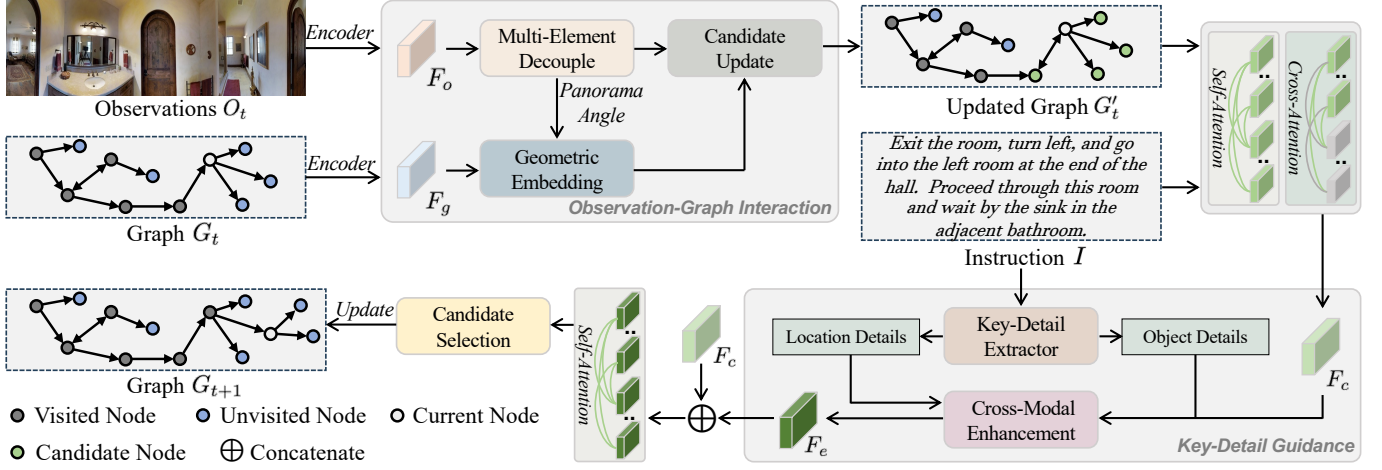 Encoder
Observations O_t
Encoder
Graph G_t
F_o
Multi-Element
Decouple
Candidate
Update
Panorama
Angle
F_g
Geometric
Embedding
Observation-Graph Interaction
Updated Graph G'_t
Exit the room, turn left, and go
into the left room at the end of the
hall. Proceed through this room
and wait by the sink in the
adjacent bathroom.
Instruction I
Self-Attention
Cross-Attention
Key-Detail
Extractor
Location Details
Object Details
F_c
Cross-Modal
Enhancement
Key-Detail Guidance
F_e
F_c
Self-Attention
Candidate
Selection
Update
Graph G_{t+1}
Visited Node
Unvisited Node
Current Node
Candidate Node
Concatenate